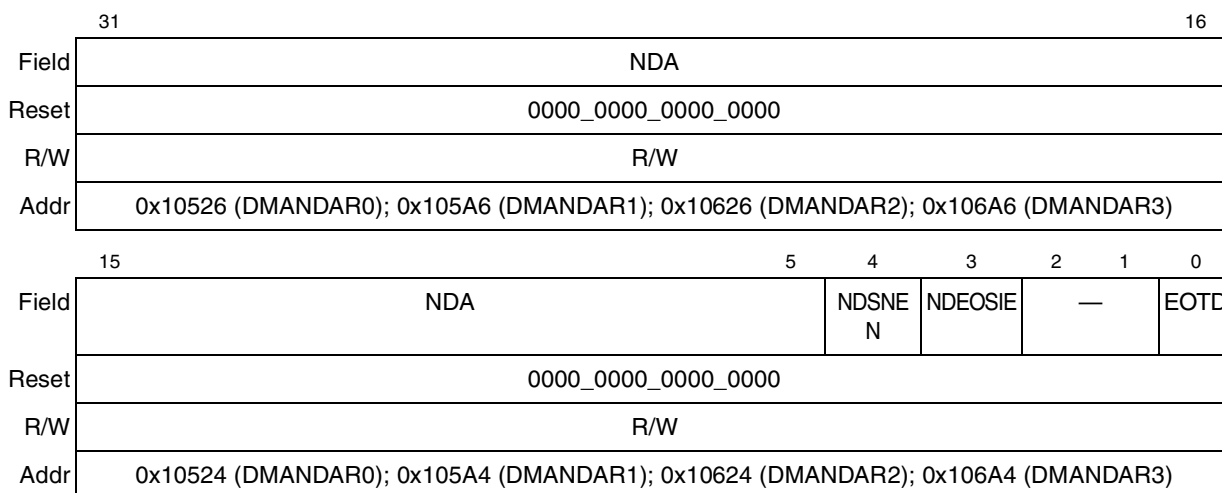 31 16
Field NDA
Reset 0000_0000_0000_0000
R/W R/W
Addr 0x10526 (DMANDAR0); 0x105A6 (DMANDAR1); 0x10626 (DMANDAR2); 0x106A6 (DMANDAR3)
15 5 4 3 2 1 0
Field NDA NDSNE NDEOSIE — EOTD
N
Reset 0000_0000_0000_0000
R/W R/W
Addr 0x10524 (DMANDAR0); 0x105A4 (DMANDAR1); 0x10624 (DMANDAR2); 0x106A4 (DMANDAR3)